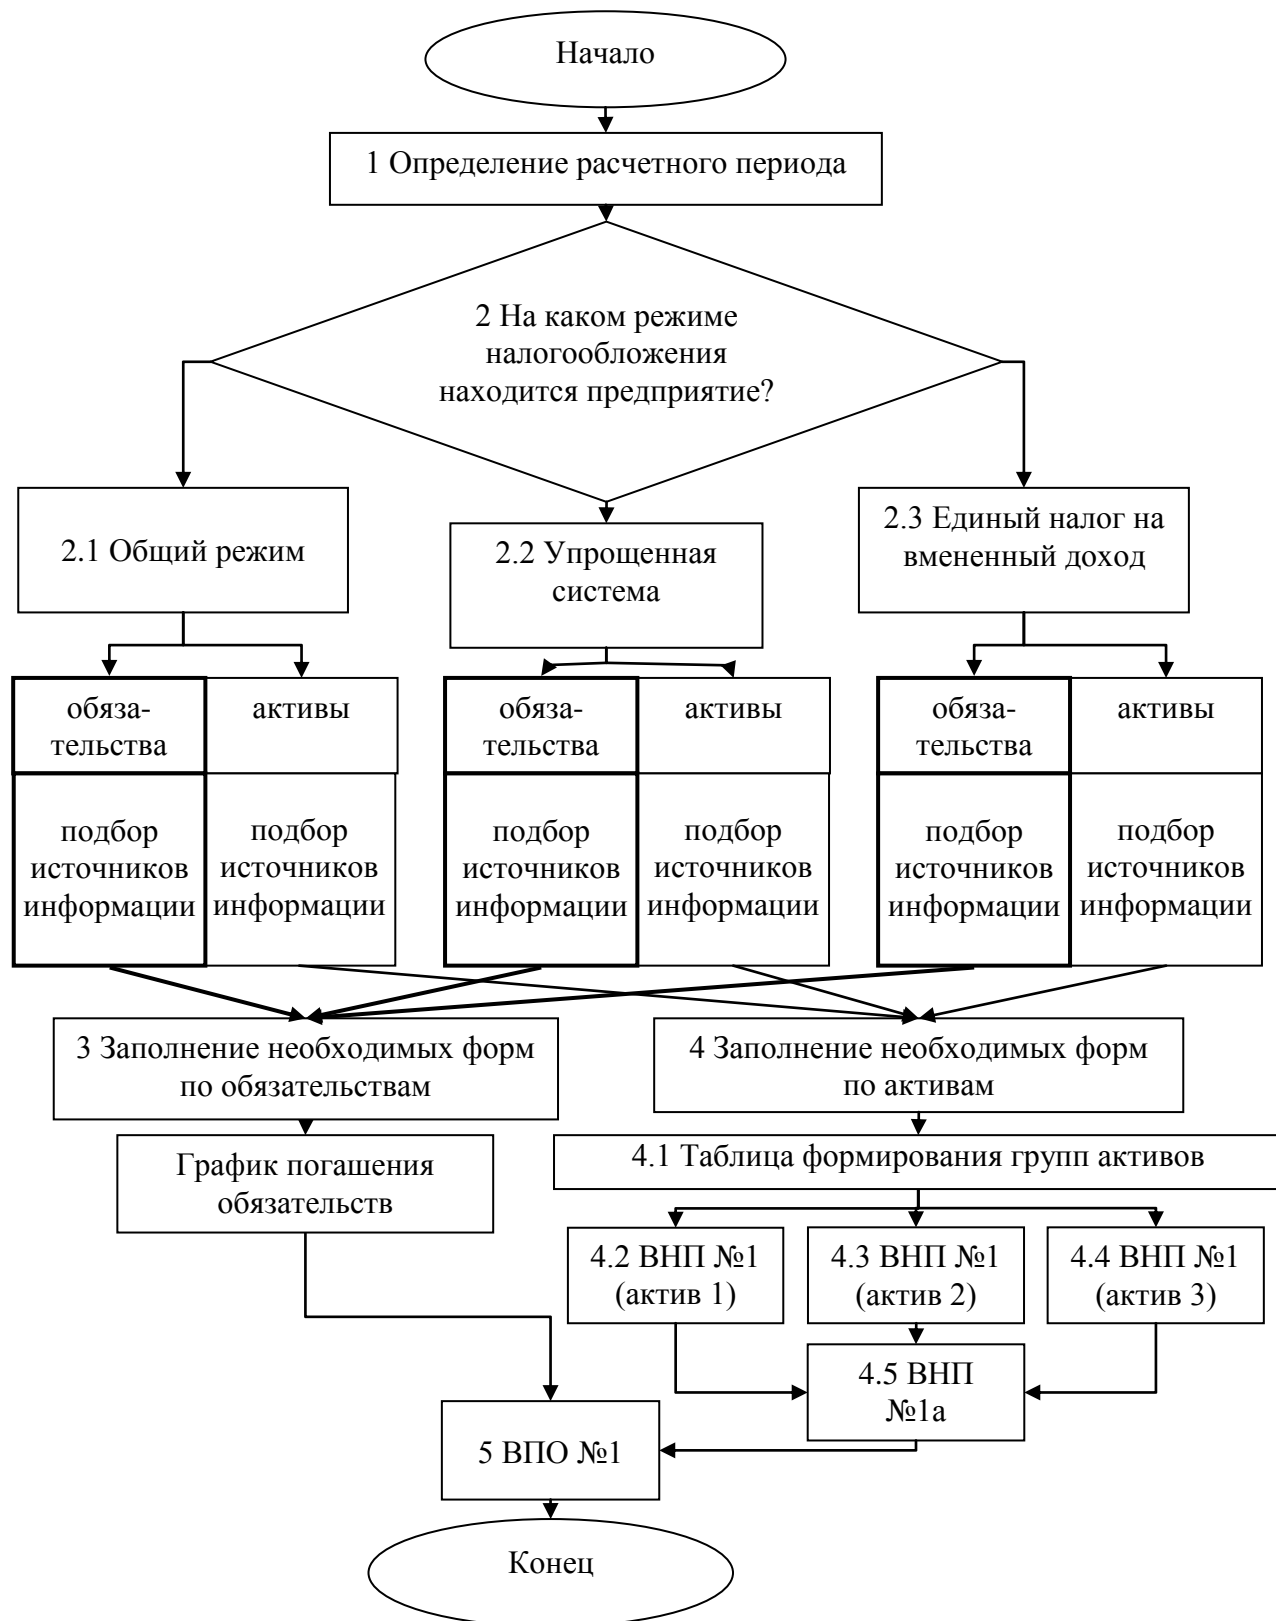 Начало
1 Определение расчетного периода
2 На каком режиме
налогообложения
находится предприятие?
2.1 Общий режим
2.2 Упрощенная
система
2.3 Единый налог на
вмененный доход
обяза-
тельства
активы
обяза-
тельства
активы
обяза-
тельства
активы
подбор
источников
информации
подбор
источников
информации
подбор
источников
информации
подбор
источников
информации
подбор
источников
информации
подбор
источников
информации
3 Заполнение необходимых форм
по обязательствам
4 Заполнение необходимых форм
по активам
График погашения
обязательств
4.1 Таблица формирования групп активов
4.2 ВНП №1
(актив 1)
4.3 ВНП №1
(актив 2)
4.4 ВНП №1
(актив 3)
4.5 ВНП
№1а
5 ВПО №1
Конец